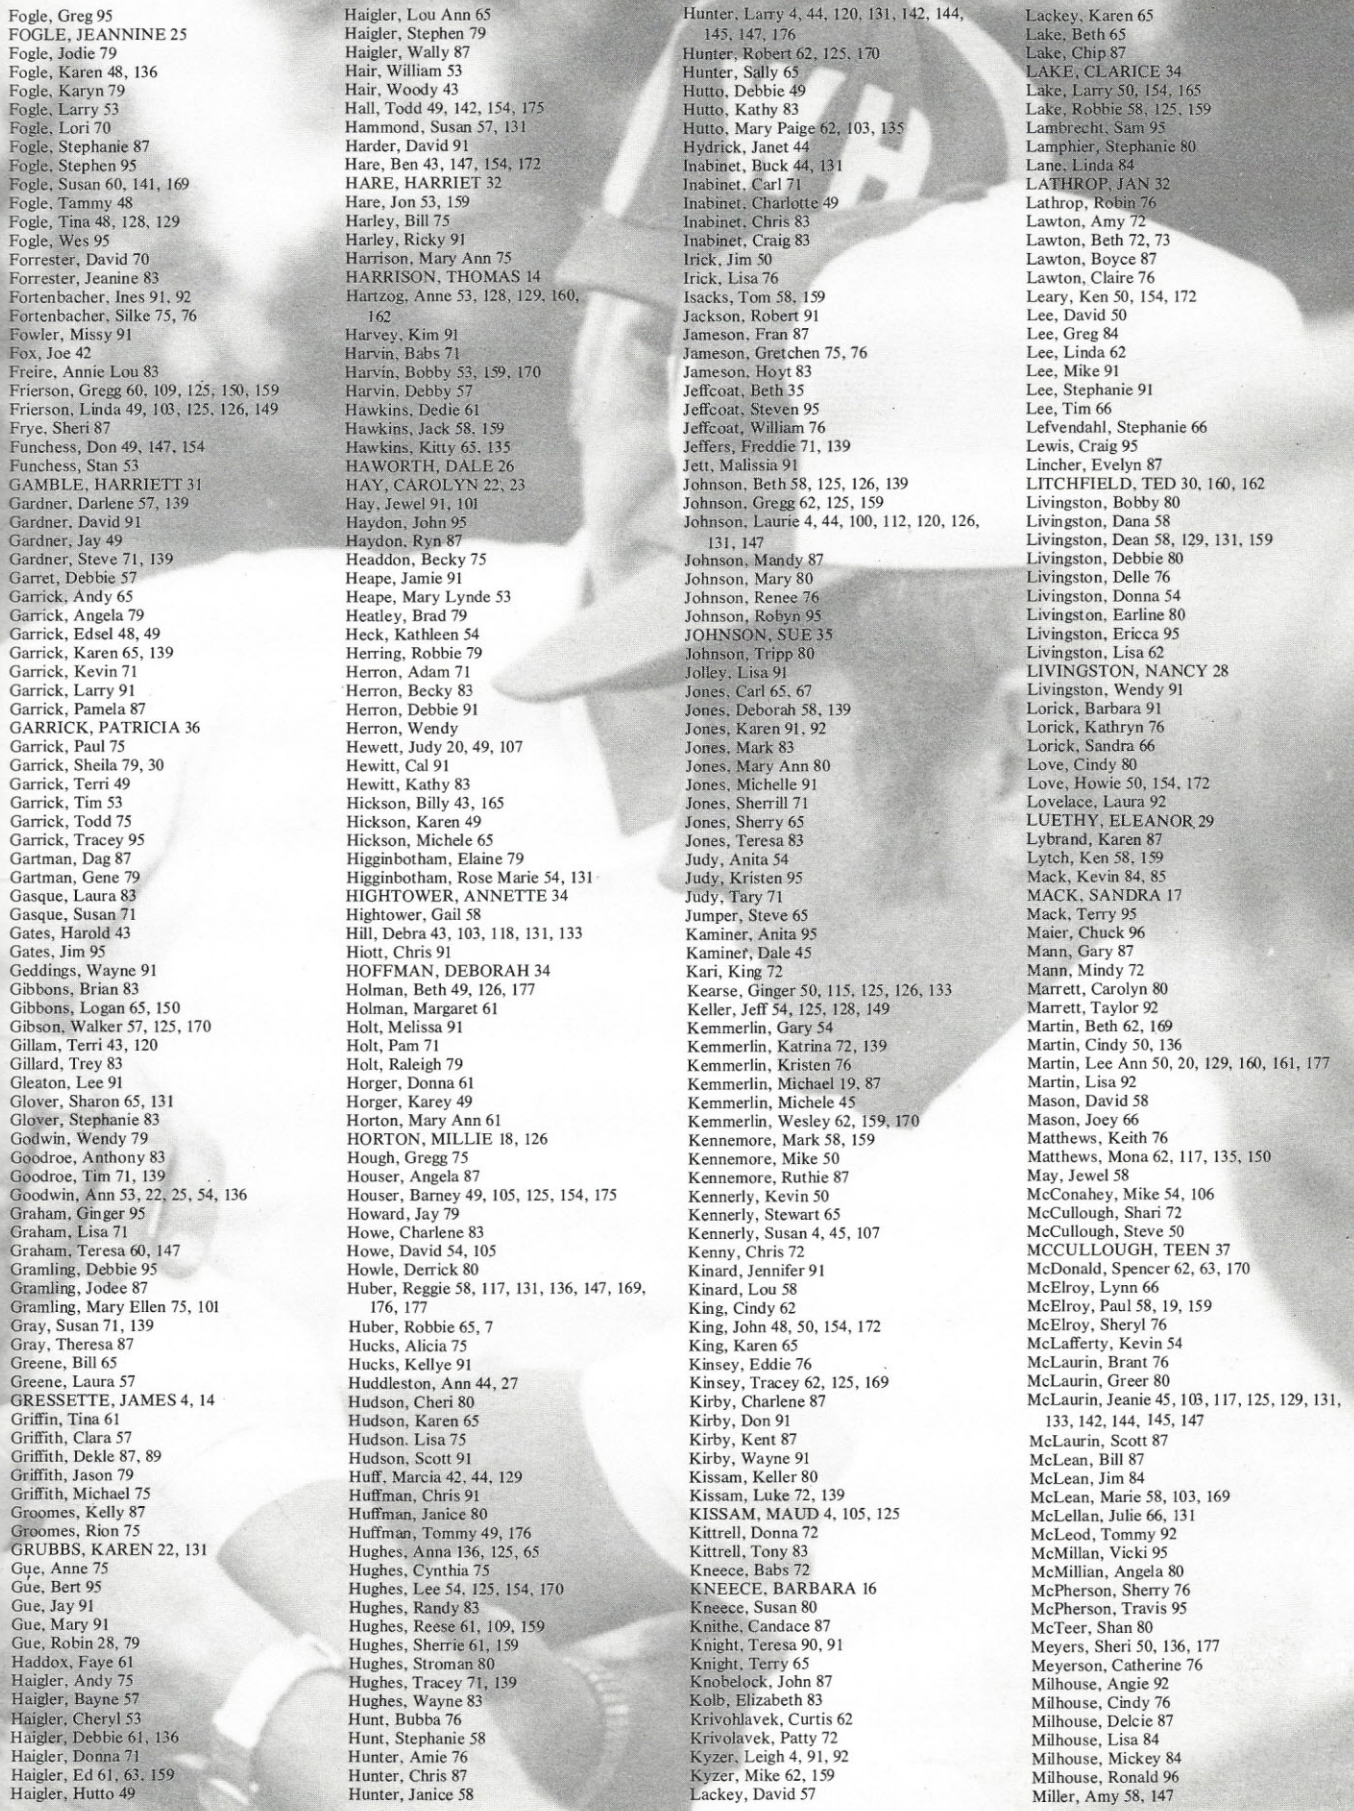 Fogle, Greg 95
FOGLE, JEANNINE 25
Fogle, Jodie 79
Fogle, Karen 48, 136
Fogle, Karyn 79
Fogle, Larry 53
Fogle, Lori 70
Fogle, Stephanie 87
Fogle, Stephen 95
Fogle, Susan 60, 141, 169
Fogle, Tammy 48
Fogle, Tina 48, 128, 129
Fogle, Wes 95
Forrester, David 70
Forrester, Jeanine 83
Fortenbacher, Ines 91, 92
Fortenbacher, Silke 75, 76
Fowler, Missy 91
Fox, Joe 42
Freire, Annie Lou 83
Frierson, Gregg 60, 109, 125, 150, 159
Frierson, Linda 49, 103, 125, 126, 149
Frye, Sheri 87
Funchess, Don 49, 147, 154
Funchess, Stan 53
GAMBLE, HARRIETT 31
Gardner, Darlene 57, 139
Gardner, David 91
Gardner, Jay 49
Gardner, Steve 71, 139
Garret, Debbie 57
Garrick, Andy 65
Garrick, Angela 79
Garrick, Edsel 48, 49
Garrick, Karen 65, 139
Garrick, Kevin 71
Garrick, Larry 91
Garrick, Pamela 87
GARRICK, PATRICIA 36
Garrick, Paul 75
Garrick, Sheila 79, 30
Garrick, Terri 49
Garrick, Tim 53
Garrick, Todd 75
Garrick, Tracey 95
Gartman, Dag 87
Gartman, Gene 79
Gasque, Laura 83
Gasque, Susan 71
Gates, Harold 43
Gates, Jim 95
Geddings, Wayne 91
Gibbons, Brian 83
Gibbons, Logan 65, 150
Gibson, Walker 57, 125, 170
Gillam, Terri 43, 120
Gillard, Trey 83
Gleaton, Lee 91
Glover, Sharon 65, 131
Glover, Stephanie 83
Godwin, Wendy 79
Goodroe, Anthony 83
Goodroe, Tim 71, 139
Goodwin, Ann 53, 22, 25, 54, 136
Graham, Ginger 95
Graham, Lisa 71
Graham, Teresa 60, 147
Gramling, Debbie 95
Gramling, Jodee 87
Gramling, Mary Ellen 75, 101
Gray, Susan 71, 139
Gray, Theresa 87
Greene, Bill 65
Greene, Laura 57
GRESSETTE, JAMES 4, 14
Griffin, Tina 61
Griffith, Clara 57
Griffith, Dekle 87, 89
Griffith, Jason 79
Griffith, Michael 75
Groomes, Kelly 87
Groomes, Rion 75
GRUBBS, KAREN 22, 131
Gue, Anne 75
Gue, Bert 95
Gue, Jay 91
Gue, Mary 91
Gue, Robin 28, 79
Haddox, Faye 61
Haigler, Andy 75
Haigler, Bayne 57
Haigler, Cheryl 53
Haigler, Debbie 61, 136
Haigler, Donna 71
Haigler, Ed 61, 63, 159
Haigler, Hutto 49
Haigler, Lou Ann 65
Haigler, Stephen 79
Haigler, Wally 87
Hair, William 53
Hair, Woody 43
Hall, Todd 49, 142, 154, 175
Hammond, Susan 57, 131
Harder, David 91
Hare, Ben 43, 147, 154, 172
HARE, HARRIET 32
Hare, Jon 53, 159
Harley, Bill 75
Harley, Ricky 91
Harrison, Mary Ann 75
HARRISON, THOMAS 14
Hartzog, Anne 53, 128, 129, 160,
162
Harvey, Kim 91
Harvin, Babs 71
Harvin, Bobby 53, 159, 170
Harvin, Debby 57
Hawkins, Dedie 61
Hawkins, Jack 58, 159
Hawkins, Kitty 65, 135
HAWORTH, DALE 26
HAY, CAROLYN 22, 23
Hay, Jewel 91, 101
Haydon, John 95
Haydon, Ryn 87
Headdon, Becky 75
Heape, Jamie 91
Heape, Mary Lynde 53
Heatley, Brad 79
Heck, Kathleen 54
Herring, Robbie 79
Herron, Adam 71
Herron, Becky 83
Herron, Debbie 91
Herron, Wendy
Hewett, Judy 20, 49, 107
Hewitt, Cal 91
Hewitt, Kathy 83
Hickson, Billy 43, 165
Hickson, Karen 49
Hickson, Michele 65
Higginbotham, Elaine 79
Higginbotham, Rose Marie 54, 131
HIGHTOWER, ANNETTE 34
Hightower, Gail 58
Hill, Debra 43, 103, 118, 131, 133
Hiott, Chris 91
HOFFMAN, DEBORAH 34
Holman, Beth 49, 126, 177
Holman, Margaret 61
Holt, Melissa 91
Holt, Pam 71
Holt, Raleigh 79
Horger, Donna 61
Horger, Karey 49
Horton, Mary Ann 61
HORTON, MILLIE 18, 126
Hough, Gregg 75
Houser, Angela 87
Houser, Barney 49, 105, 125, 154, 175
Howard, Jay 79
Howe, Charlene 83
Howe, David 54, 105
Howle, Derrick 80
Huber, Reggie 58, 117, 131, 136, 147, 169,
176, 177
Huber, Robbie 65, 7
Hucks, Alicia 75
Hucks, Kellye 91
Huddleston, Ann 44, 27
Hudson, Cheri 80
Hudson, Karen 65
Hudson. Lisa 75
Hudson, Scott 91
Huff, Marcia 42, 44, 129
Huffman, Chris 91
Huffman, Janice 80
Huffman, Tommy 49, 176
Hughes, Anna 136, 125, 65
Hughes, Cynthia 75
Hughes, Lee 54, 125, 154, 170
Hughes, Randy 83
Hughes, Reese 61, 109, 159
Hughes, Sherrie 61, 159
Hughes, Stroman 80
Hughes, Tracey 71, 139
Hughes, Wayne 83
Hunt, Bubba 76
Hunt, Stephanie 58
Hunter, Amie 76
Hunter, Chris 87
Hunter, Janice 58
Hunter, Larry 4, 44, 120, 131, 142, 144,
145, 147, 176
Hunter, Robert 62, 125, 170
Hunter, Sally 65
Hutto, Debbie 49
Hutto, Kathy 83
Hutto, Mary Paige 62, 103, 135
Hydrick, Janet 44
Inabinet, Buck 44, 131
Inabinet, Carl 71
Inabinet, Charlotte 49
Inabinet, Chris 83
Inabinet, Craig 83
Irick, Jim 50
Irick, Lisa 76
Isacks, Tom 58, 159
Jackson, Robert 91
Jameson, Fran 87
Jameson, Gretchen 75, 76
Jameson, Hoyt 83
Jeffcoat, Beth 35
Jeffcoat, Steven 95
Jeffcoat, William 76
Jeffers, Freddie 71, 139
Jett, Malissia 91
Johnson, Beth 58, 125, 126, 139
Johnson, Gregg 62, 125, 159
Johnson, Laurie 4, 44, 100, 112, 120, 126,
131, 147
Johnson, Mandy 87
Johnson, Mary 80
Johnson, Renee 76
Johnson, Robyn 95
JOHNSON, SUE 35
Johnson, Tripp 80
Jolley, Lisa 91
Jones, Carl 65, 67
Jones, Deborah 58, 139
Jones, Karen 91, 92
Jones, Mark 83
Jones, Mary Ann 80
Jones, Michelle 91
Jones, Sherrill 71
Jones, Sherry 65
Jones, Teresa 83
Judy, Anita 54
Judy, Kristen 95
Judy, Tary 71
Jumper, Steve 65
Kaminer, Anita 95
Kaminer, Dale 45
Kari, King 72
Kearse, Ginger 50, 115, 125, 126, 133
Keller, Jeff 54, 125, 128, 149
Kemmerlin, Gary 54
Kemmerlin, Katrina 72, 139
Kemmerlin, Kristen 76
Kemmerlin, Michael 19, 87
Kemmerlin, Michele 45
Kemmerlin, Wesley 62, 159, 170
Kennemore, Mark 58, 159
Kennemore, Mike 50
Kennemore, Ruthie 87
Kennerly, Kevin 50
Kennerly, Stewart 65
Kennerly, Susan 4, 45, 107
Kenny, Chris 72
Kinard, Jennifer 91
Kinard, Lou 58
King, Cindy 62
King, John 48, 50, 154, 172
King, Karen 65
Kinsey, Eddie 76
Kinsey, Tracey 62, 125, 169
Kirby, Charlene 87
Kirby, Don 91
Kirby, Kent 87
Kirby, Wayne 91
Kissam, Keller 80
Kissam, Luke 72, 139
KISSAM, MAUD 4, 105, 125
Kittrell, Donna 72
Kittrell, Tony 83
Kneece, Babs 72
KNEECE, BARBARA 16
Kneece, Susan 80
Knithe, Candace 87
Knight, Teresa 90, 91
Knight, Terry 65
Knobelock, John 87
Kolb, Elizabeth 83
Krivohlavek, Curtis 62
Krivolavek, Patty 72
Kyzer, Leigh 4, 91, 92
Kyzer, Mike 62, 159
Lackey, David 57
Lackey, Karen 65
Lake, Beth 65
Lake, Chip 87
LAKE, CLARICE 34
Lake, Larry 50, 154, 165
Lake, Robbie 58, 125, 159
Lambrecht, Sam 95
Lamphier, Stephanie 80
Lane, Linda 84
LATHROP, JAN 32
Lathrop, Robin 76
Lawton, Amy 72
Lawton, Beth 72, 73
Lawton, Boyce 87
Lawton, Claire 76
Leary, Ken 50, 154, 172
Lee, David 50
Lee, Greg 84
Lee, Linda 62
Lee, Mike 91
Lee, Stephanie 91
Lee, Tim 66
Lefvendahl, Stephanie 66
Lewis, Craig 95
Lincher, Evelyn 87
LITCHFIELD, TED 30, 160, 162
Livingston, Bobby 80
Livingston, Dana 58
Livingston, Dean 58, 129, 131, 159
Livingston, Debbie 80
Livingston, Delle 76
Livingston, Donna 54
Livingston, Earline 80
Livingston, Ericca 95
Livingston, Lisa 62
LIVINGSTON, NANCY 28
Livingston, Wendy 91
Lorick, Barbara 91
Lorick, Kathryn 76
Lorick, Sandra 66
Love, Cindy 80
Love, Howie 50, 154, 172
Lovelace, Laura 92
LUETHY, ELEANOR 29
Lybrand, Karen 87
Lytch, Ken 58, 159
Mack, Kevin 84, 85
MACK, SANDRA 17
Mack, Terry 95
Maier, Chuck 96
Mann, Gary 87
Mann, Mindy 72
Marrett, Carolyn 80
Marrett, Taylor 92
Martin, Beth 62, 169
Martin, Cindy 50, 136
Martin, Lee Ann 50, 20, 129, 160, 161, 177
Martin, Lisa 92
Mason, David 58
Mason, Joey 66
Matthews, Keith 76
Matthews, Mona 62, 117, 135, 150
May, Jewel 58
McConahey, Mike 54, 106
McCullough, Shari 72
McCullough, Steve 50
MCCULLOUGH, TEEN 37
McDonald, Spencer 62, 63, 170
McElroy, Lynn 66
McElroy, Paul 58, 19, 159
McElroy, Sheryl 76
McLafferty, Kevin 54
McLaurin, Brant 76
McLaurin, Greer 80
McLaurin, Jeanie 45, 103, 117, 125, 129, 131,
133, 142, 144, 145, 147
McLaurin, Scott 87
McLean, Bill 87
McLean, Jim 84
McLean, Marie 58, 103, 169
McLellan, Julie 66, 131
McLeod, Tommy 92
McMillan, Vicki 95
McMillian, Angela 80
McPherson, Sherry 76
McPherson, Travis 95
McTeer, Shan 80
Meyers, Sheri 50, 136, 177
Meyerson, Catherine 76
Milhouse, Angie 92
Milhouse, Cindy 76
Milhouse, Delcie 87
Milhouse, Lisa 84
Milhouse, Mickey 84
Milhouse, Ronald 96
Miller, Amy 58, 147